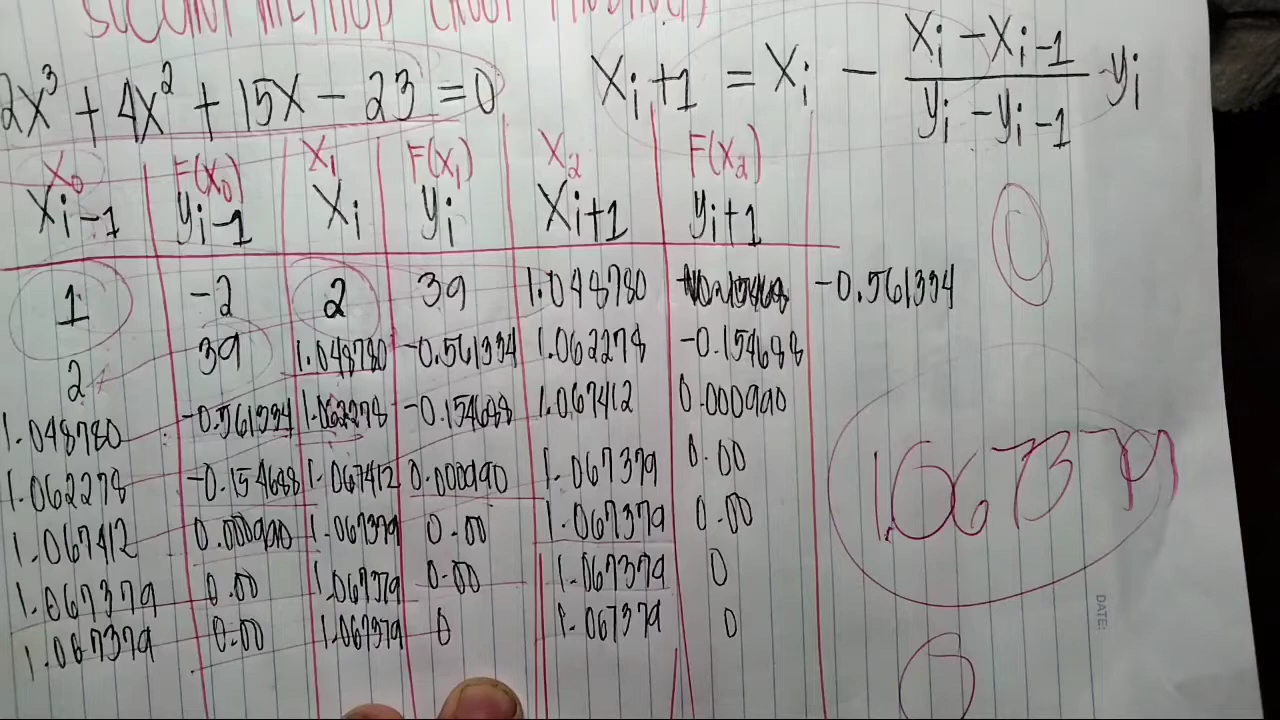 SECCANT METHOD (ROOT FINDING)
2x³ + 4x² + 15x - 23 = 0
Xi+1 = Xi - (Xi - Xi-1)/(yi - yi-1) yi
X0 F(X0) X1 F(X1) X2 F(X2)
Xi-1 yi-1 Xi yi Xi+1 yi+1
1 -2 2 39 1.048780 -0.561334
2 39 1.048780 -0.561334 1.062278 -0.154688
1.048780 -0.561334 1.062278 -0.154688 1.067412 0.000990
1.062278 -0.154688 1.067412 0.000990 1.067379 0.00
1.067412 0.000990 1.067379 0.00 1.067379 0.00
1.067379 0.00 1.067379 0.00 1.067379 0
1.067379 0.00 1.067379 0 1.067379 0
1.067379
DATE: